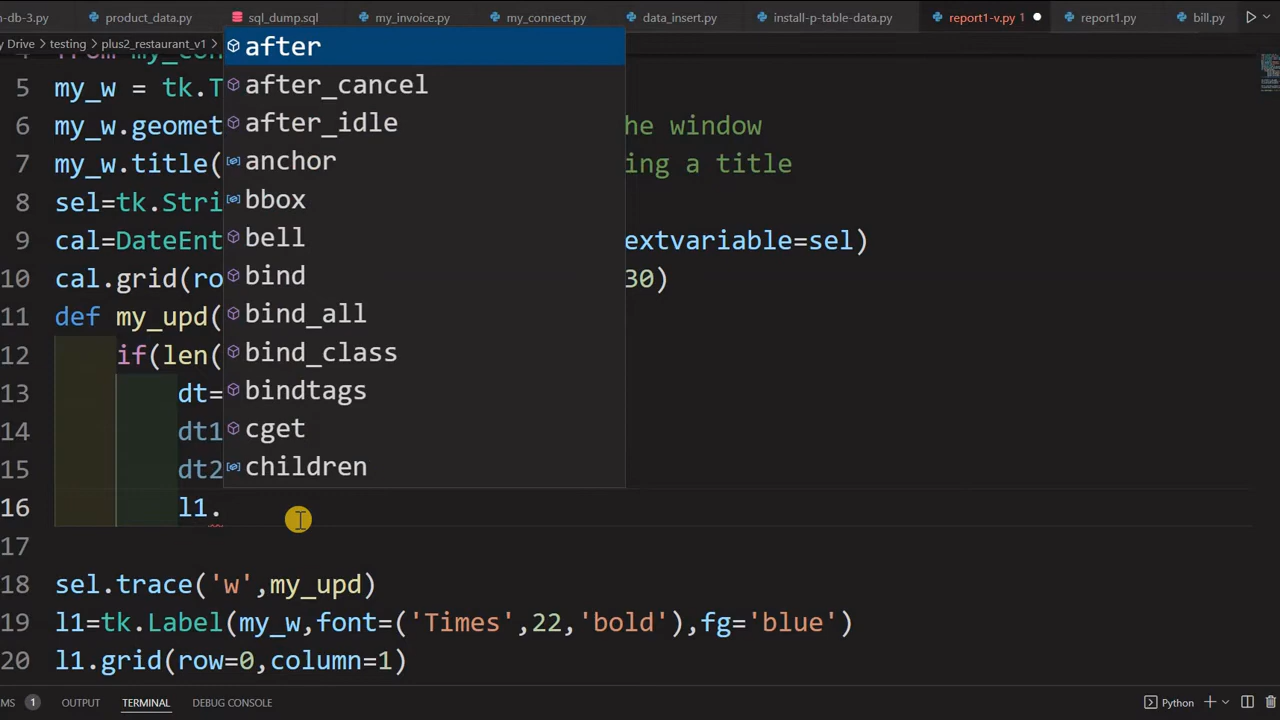 n-db-3.py product_data.py sql_dump.sql my_invoice.py my_connect.py data_insert.py install-p-table-data.py report1-v.py 1 report1.py bill.py
y Drive testing plus2_restaurant_v1
after
5 my_w = tk.T
after_cancel
6 my_w.geomet he window
after_idle
7 my_w.title( ing a title
anchor
8 sel=tk.Stri
bbox
9 cal=DateEnt extvariable=sel)
bell
10 cal.grid(ro 30)
bind
11 def my_upd(
bind_all
12 if(len(
bind_class
13 dt=
bindtags
14 dt1
cget
15 dt2
children
16 l1.
17
18 sel.trace('w',my_upd)
19 l1=tk.Label(my_w,font=('Times',22,'bold'),fg='blue')
20 l1.grid(row=0,column=1)
MS 1 OUTPUT TERMINAL DEBUG CONSOLE Python